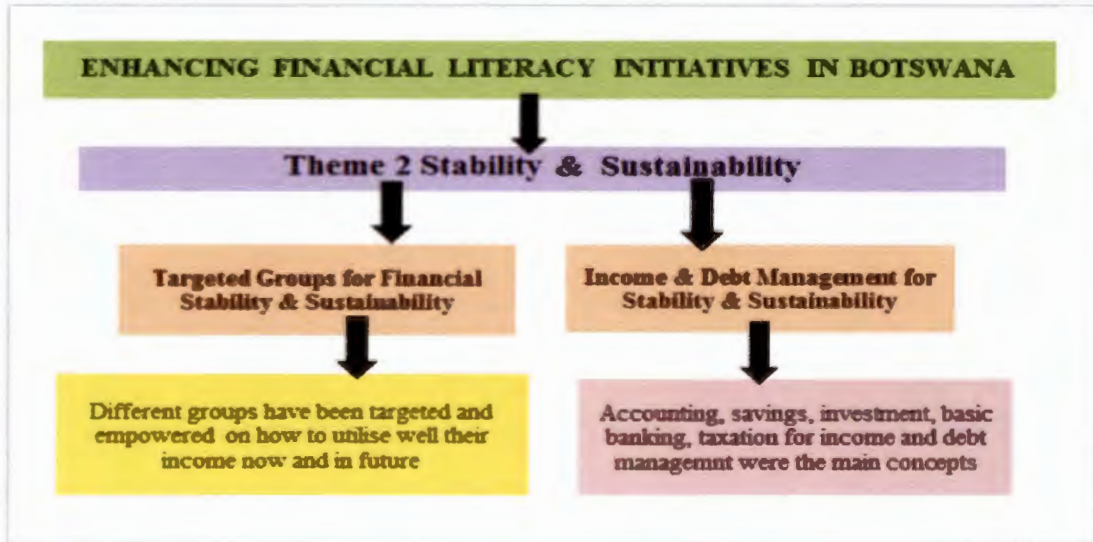 ENHANCING FINANCIAL LITERACY INITIATIVES IN BOTSWANA
Theme 2 Stability & Sustainability
Targeted Groups for Financial
Stability & Sustainability
Income & Debt Management for
Stability & Sustainability
Different groups have been targeted and
empowered on how to utilise well their
income now and in future
Accounting, savings, investment, basic
banking, taxation for income and debt
managemnt were the main concepts